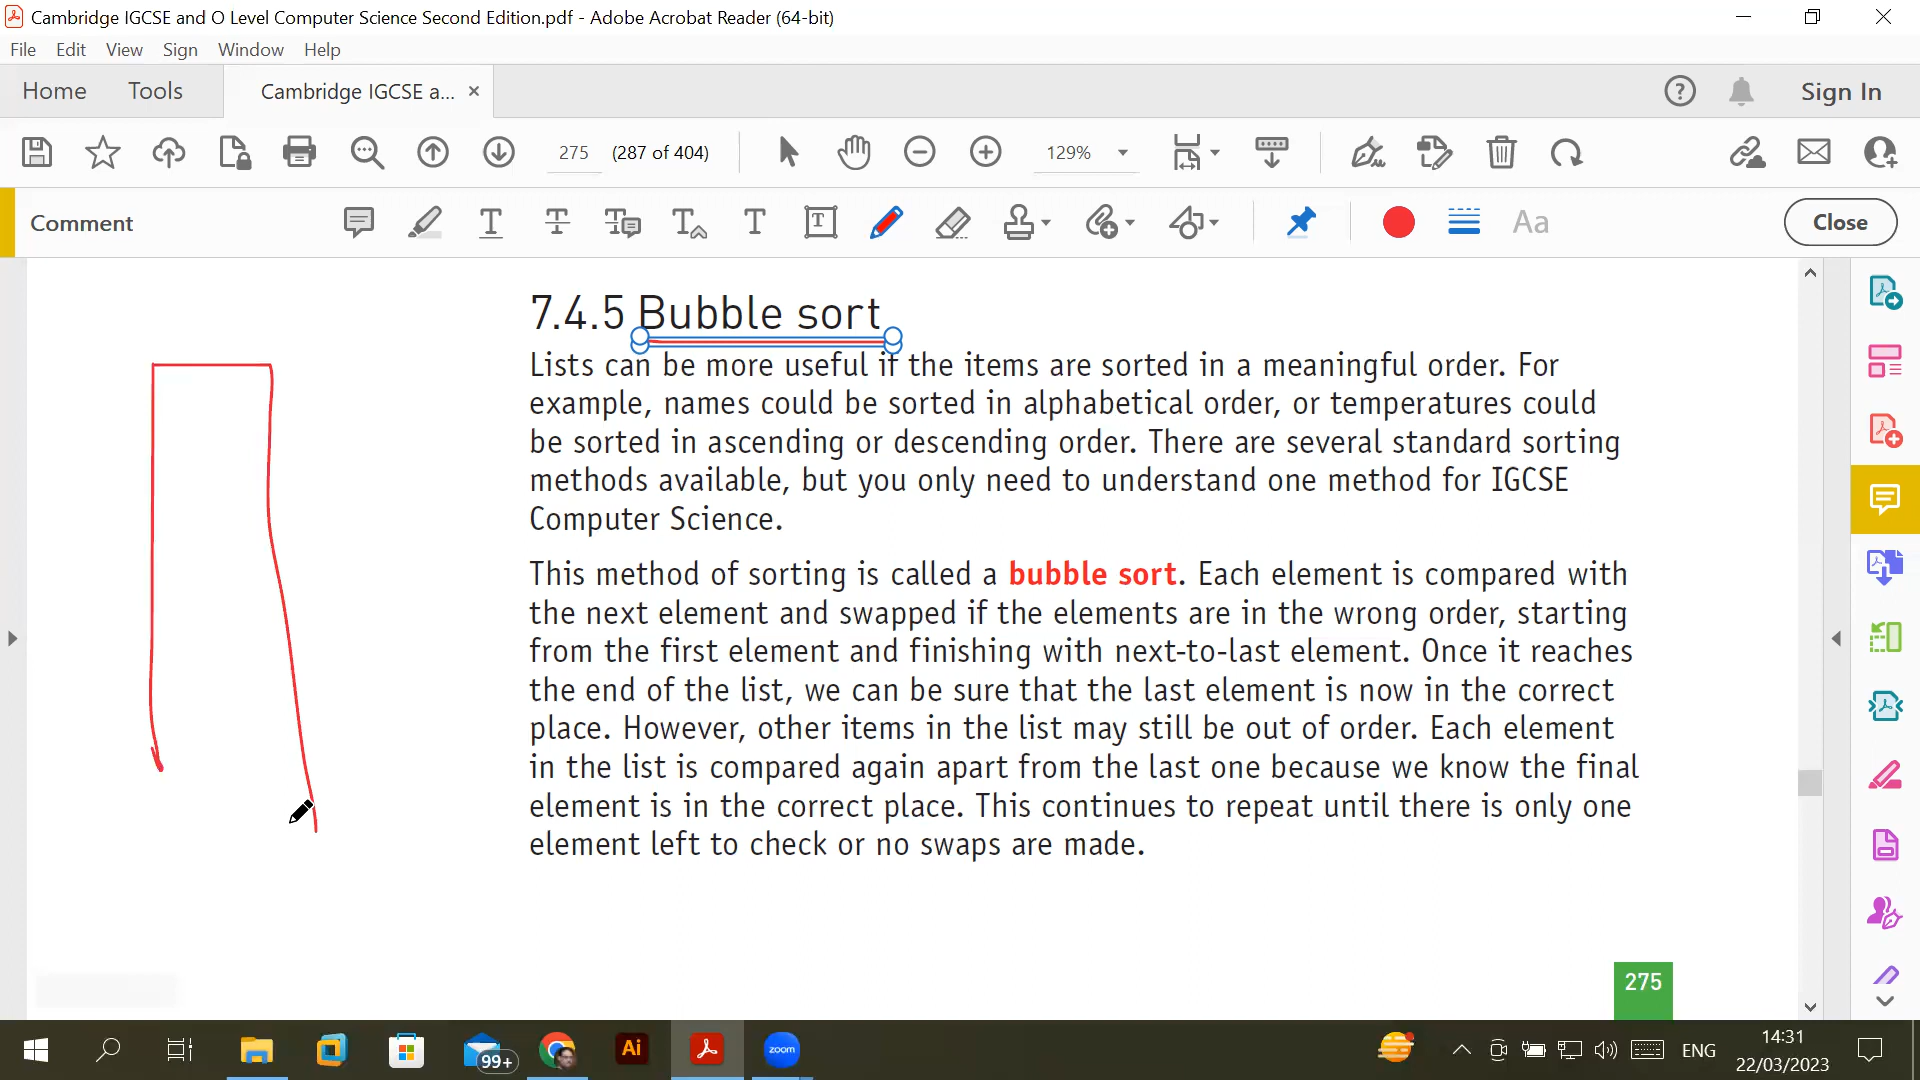 Cambridge IGCSE and O Level Computer Science Second Edition.pdf - Adobe Acrobat Reader (64-bit)
File Edit View Sign Window Help
Home Tools Cambridge IGCSE a... Sign In
275 (287 of 404) 129%
Comment Aa Close
7.4.5 Bubble sort
Lists can be more useful if the items are sorted in a meaningful order. For
example, names could be sorted in alphabetical order, or temperatures could
be sorted in ascending or descending order. There are several standard sorting
methods available, but you only need to understand one method for IGCSE
Computer Science.
This method of sorting is called a bubble sort. Each element is compared with
the next element and swapped if the elements are in the wrong order, starting
from the first element and finishing with next-to-last element. Once it reaches
the end of the list, we can be sure that the last element is now in the correct
place. However, other items in the list may still be out of order. Each element
in the list is compared again apart from the last one because we know the final
element is in the correct place. This continues to repeat until there is only one
element left to check or no swaps are made.
275
99+ Ai zoom ENG 14:31
22/03/2023